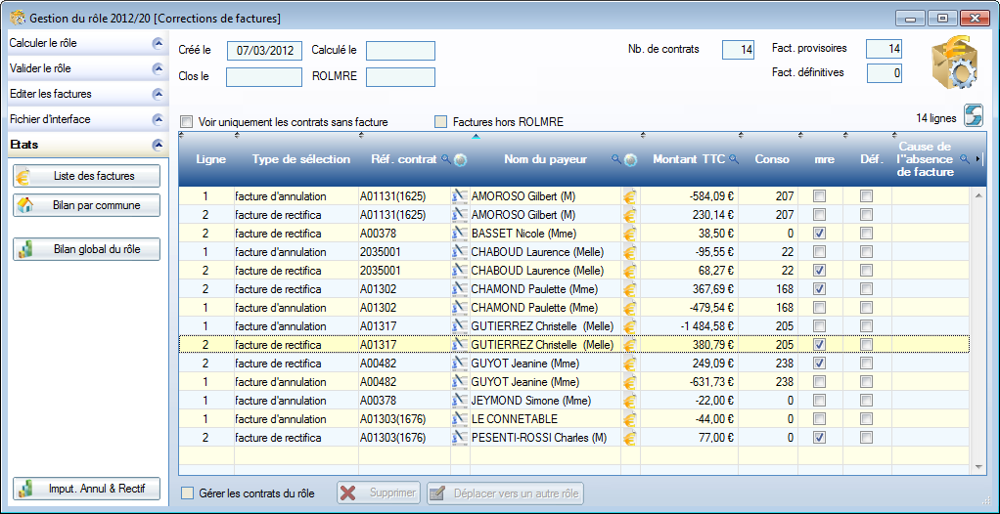 Gestion du rôle 2012/20 [Corrections de factures]
Calculer le rôle
Valider le rôle
Editer les factures
Fichier d'interface
Etats
Liste des factures
Bilan par commune
Bilan global du rôle
Imput. Annul & Rectif
Créé le 07/03/2012 Calculé le
Clos le ROLMRE
Nb. de contrats 14
Fact. provisoires 14
Fact. définitives 0
Voir uniquement les contrats sans facture Factures hors ROLMRE 14 lignes
Ligne Type de sélection Réf. contrat Nom du payeur Montant TTC Conso mre Déf. Cause de l''absence de facture
1 facture d'annulation A01131(1625) AMOROSO Gilbert (M) -584,09 € 207
2 facture de rectifica A01131(1625) AMOROSO Gilbert (M) 230,14 € 207
2 facture de rectifica A00378 BASSET Nicole (Mme) 38,50 € 0
1 facture d'annulation 2035001 CHABOUD Laurence (Melle) -95,55 € 22
2 facture de rectifica 2035001 CHABOUD Laurence (Melle) 68,27 € 22
2 facture de rectifica A01302 CHAMOND Paulette (Mme) 367,69 € 168
1 facture d'annulation A01302 CHAMOND Paulette (Mme) -479,54 € 168
1 facture d'annulation A01317 GUTIERREZ Christelle (Melle) -1 484,58 € 205
2 facture de rectifica A01317 GUTIERREZ Christelle (Melle) 380,79 € 205
2 facture de rectifica A00482 GUYOT Jeanine (Mme) 249,09 € 238
1 facture d'annulation A00482 GUYOT Jeanine (Mme) -631,73 € 238
1 facture d'annulation A00378 JEYMOND Simone (Mme) -22,00 € 0
1 facture d'annulation A01303(1676) LE CONNETABLE -44,00 € 0
2 facture de rectifica A01303(1676) PESENTI-ROSSI Charles (M) 77,00 € 0
Gérer les contrats du rôle Supprimer Déplacer vers un autre rôle